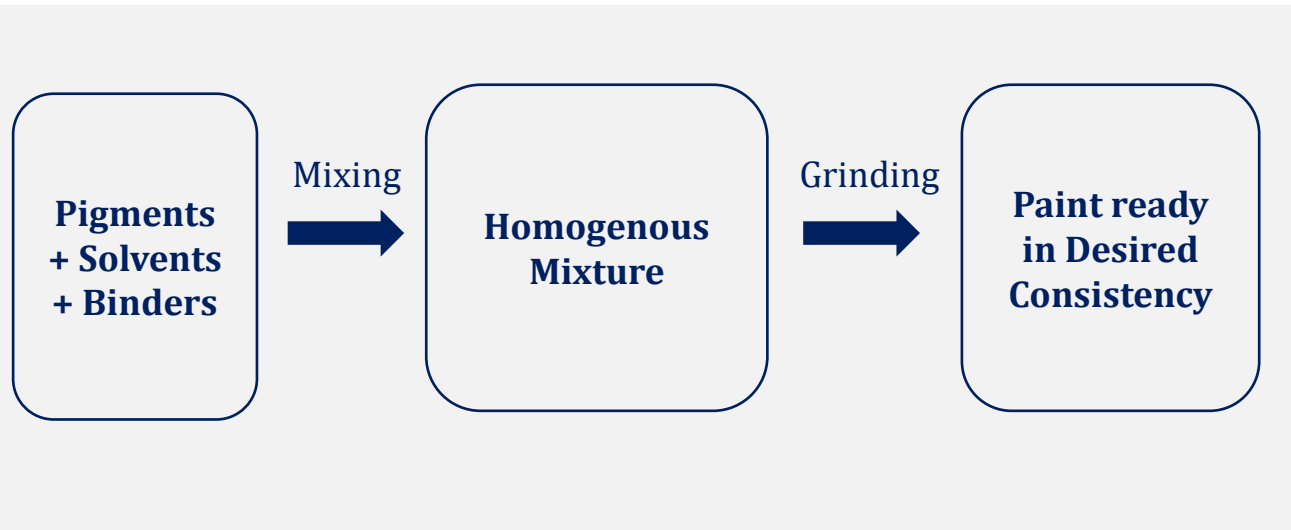 Pigments
+ Solvents
+ Binders
Mixing
Homogenous
Mixture
Grinding
Paint ready
in Desired
Consistency